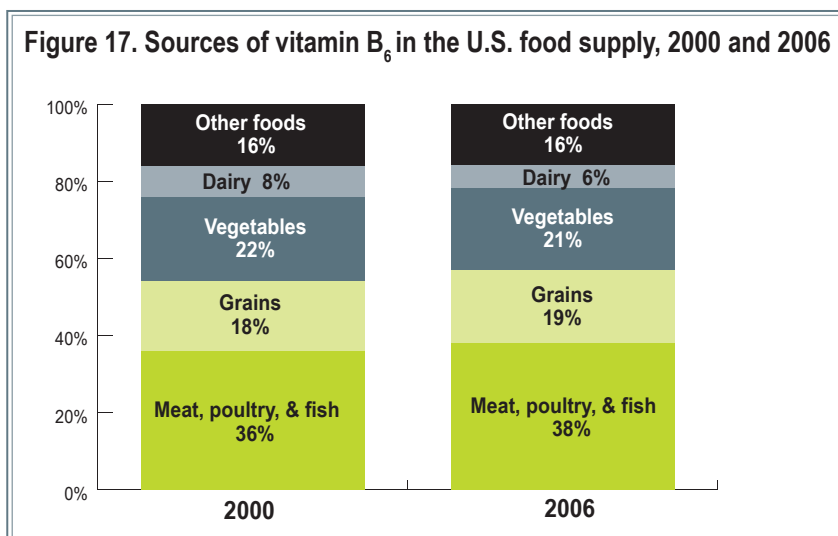 Figure 17. Sources of vitamin B6 in the U.S. food supply, 2000 and 2006
100%
80%
60%
40%
20%
0%
Other foods
16%
Dairy 8%
Vegetables
22%
Grains
18%
Meat, poultry, & fish
36%
2000
Other foods
16%
Dairy 6%
Vegetables
21%
Grains
19%
Meat, poultry, & fish
38%
2006